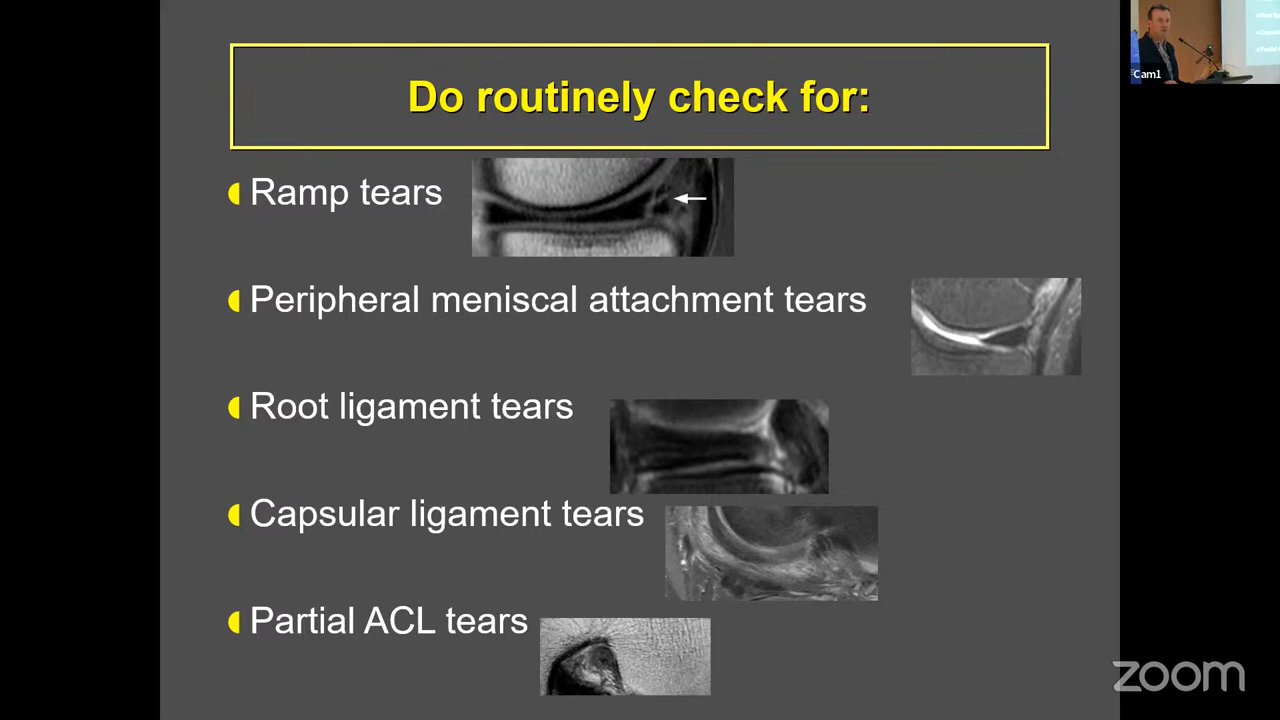 Do routinely check for:
Ramp tears
Peripheral meniscal attachment tears
Root ligament tears
Capsular ligament tears
Partial ACL tears
Cam1
zoom